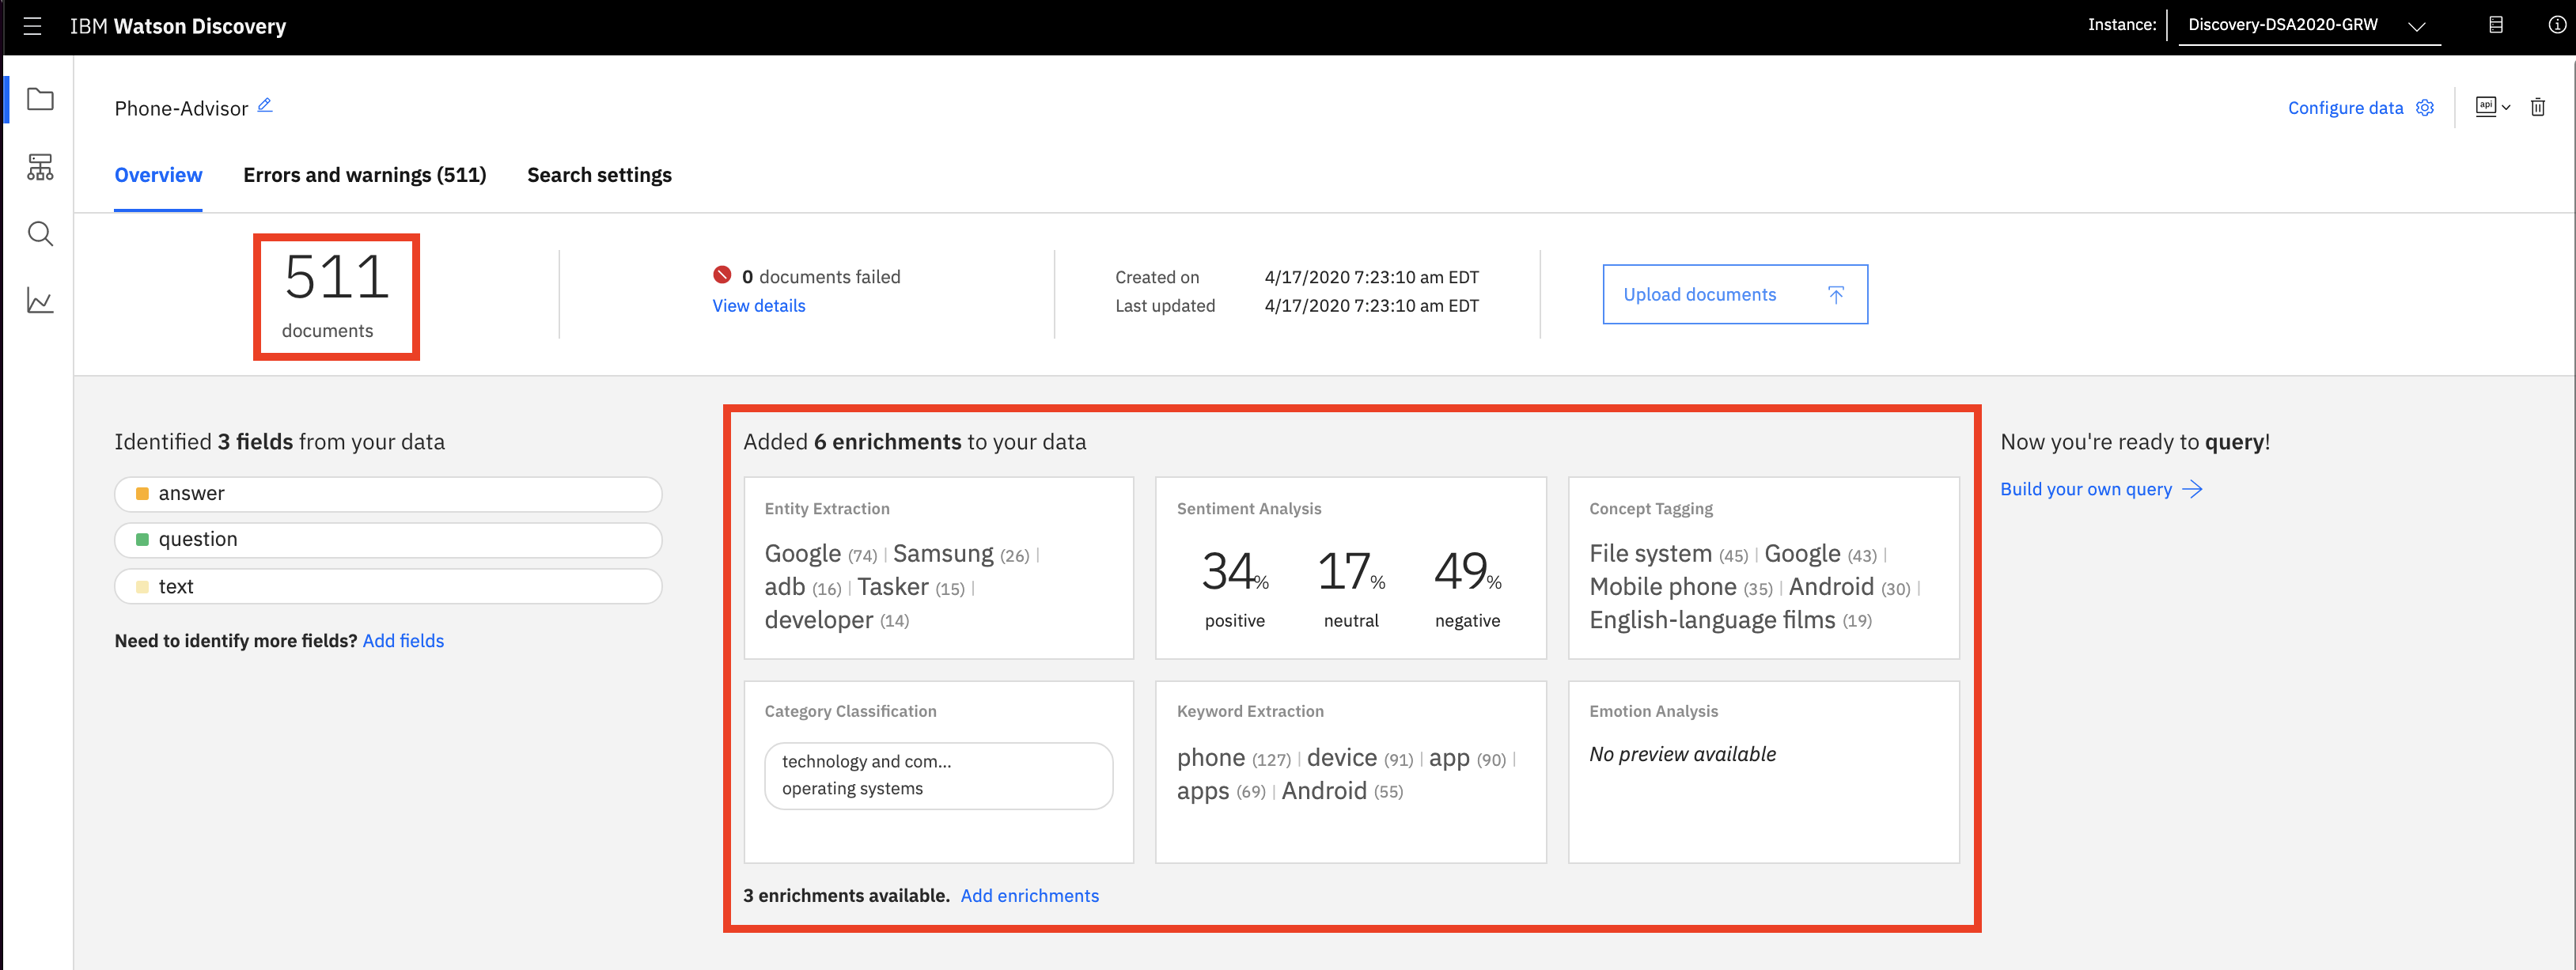 IBM Watson Discovery
Instance:
Discovery-DSA2020-GRW
Phone-Advisor
Configure data
api
Overview
Errors and warnings (511)
Search settings
511
documents
0 documents failed
View details
Created on 4/17/2020 7:23:10 am EDT
Last updated 4/17/2020 7:23:10 am EDT
Upload documents
Identified 3 fields from your data
answer
question
text
Need to identify more fields? Add fields
Added 6 enrichments to your data
Entity Extraction
Google (74) | Samsung (26) |
adb (16) | Tasker (15) |
developer (14)
Sentiment Analysis
34% 17% 49%
positive neutral negative
Concept Tagging
File system (45) | Google (43) |
Mobile phone (35) | Android (30) |
English-language films (19)
Category Classification
technology and com...
operating systems
Keyword Extraction
phone (127) | device (91) | app (90) |
apps (69) | Android (55)
Emotion Analysis
No preview available
3 enrichments available. Add enrichments
Now you're ready to query!
Build your own query